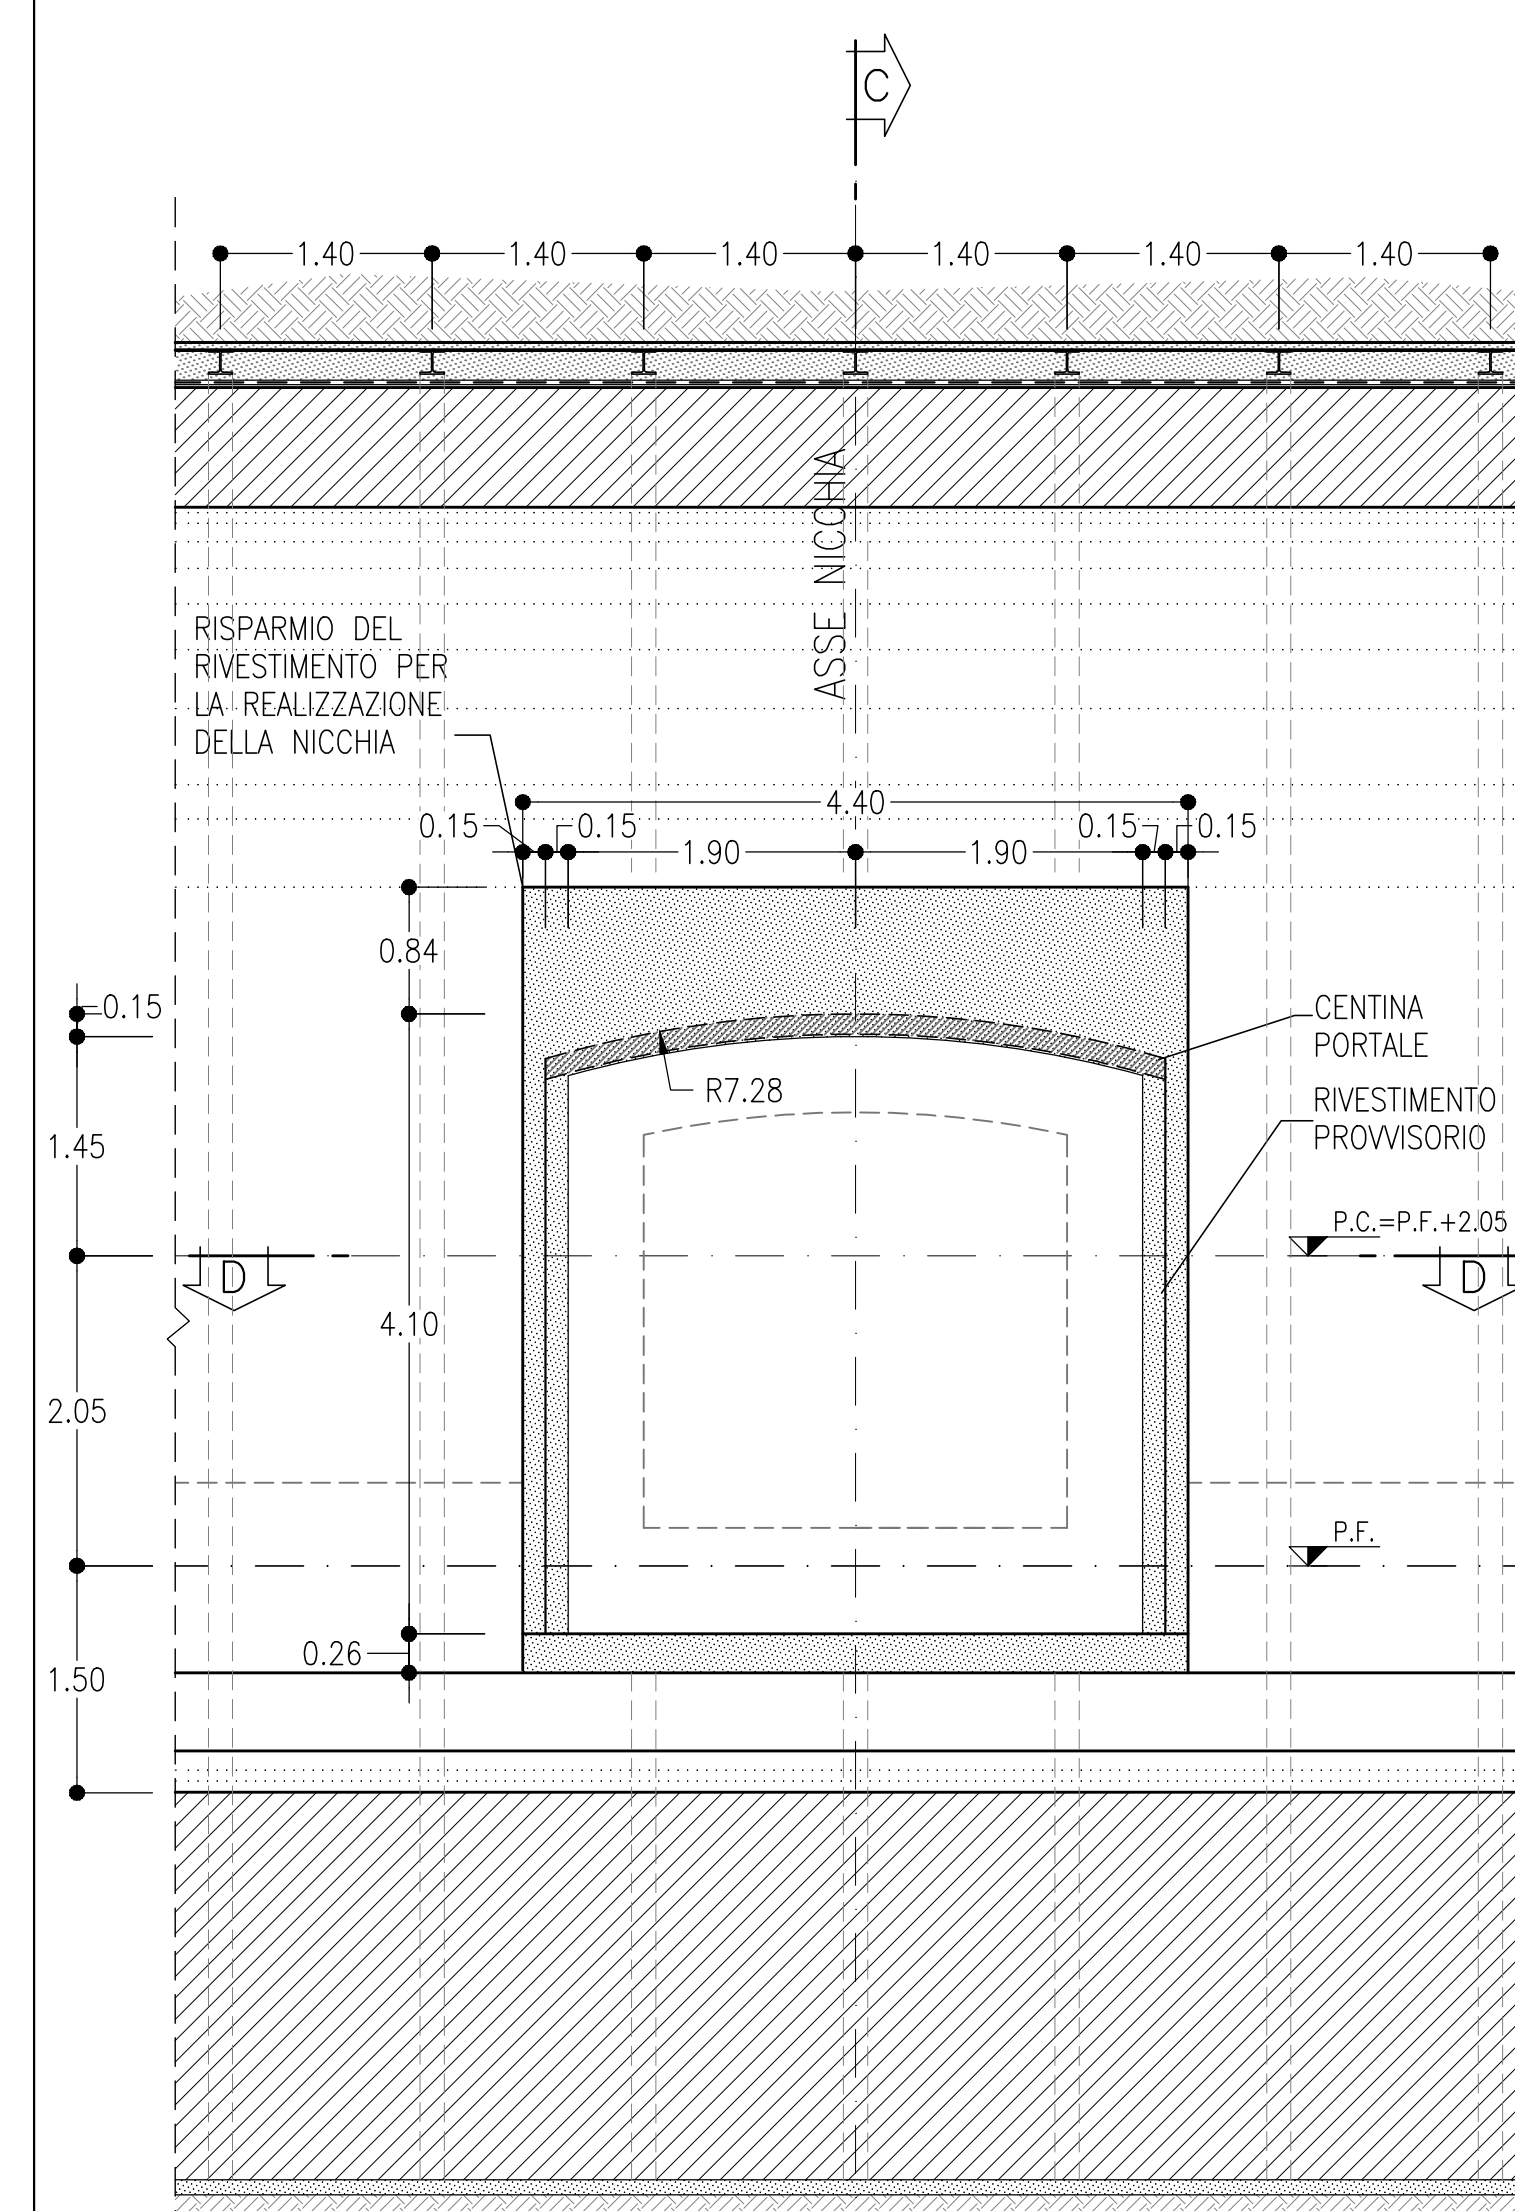 C
1.40 1.40 1.40 1.40 1.40 1.40
ASSE NICCHIA
RISPARMIO DEL
RIVESTIMENTO PER
LA REALIZZAZIONE
DELLA NICCHIA
4.40
0.15 0.15 0.15 0.15
1.90 1.90
0.84
0.15
CENTINA
PORTALE
R7.28
RIVESTIMENTO
PROVVISORIO
1.45
P.C.=P.F.+2.05
D D
4.10
2.05
P.F.
0.26
1.50